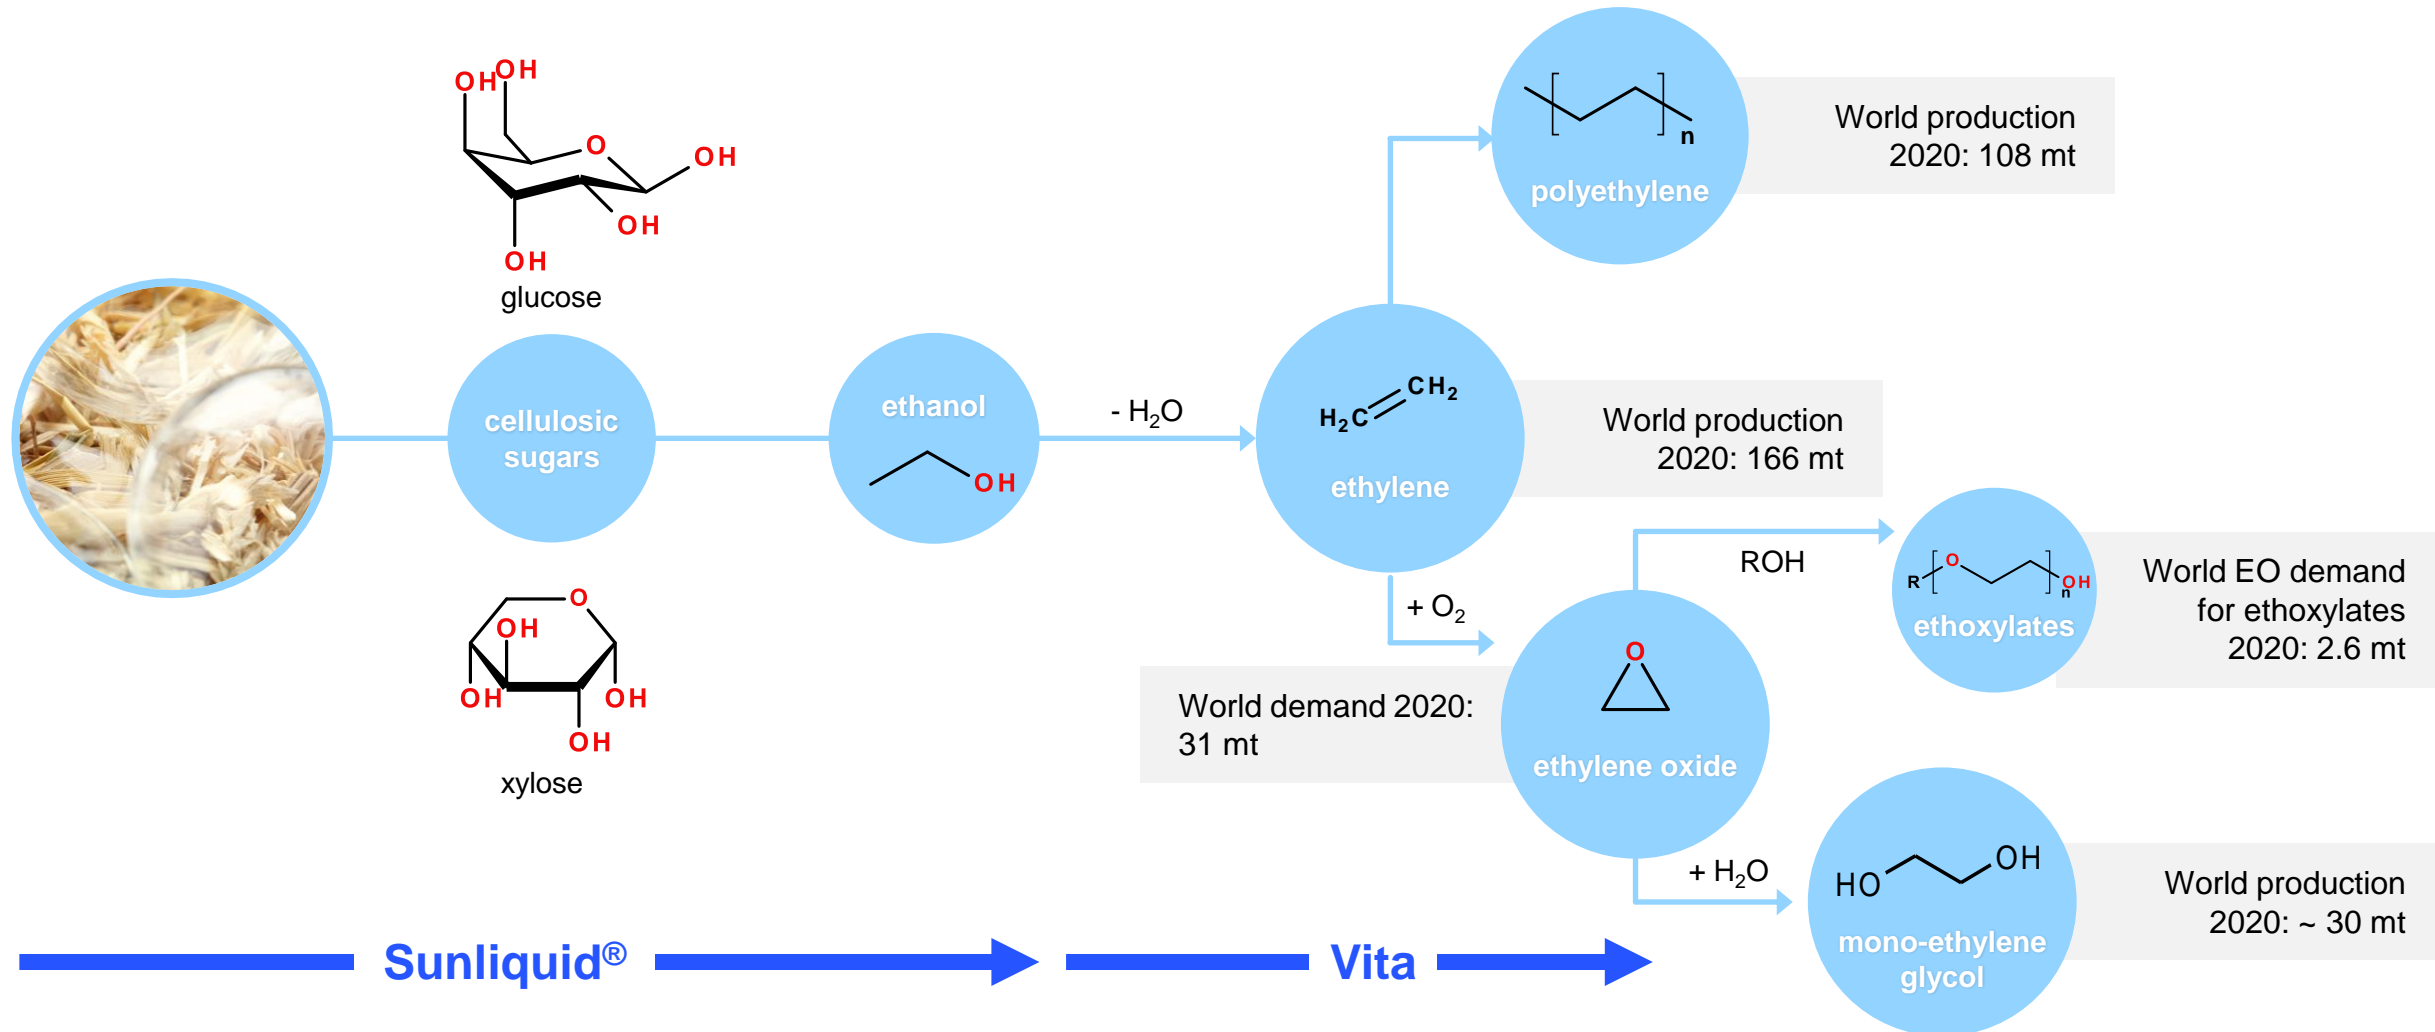 OH
OH
O
OH
OH
OH
glucose
cellulosic
sugars
O
OH
OH
OH
OH
xylose
ethanol
OH
- H₂O
H₂C
CH₂
ethylene
World production
2020: 166 mt
n
polyethylene
World production
2020: 108 mt
+ O₂
World demand 2020:
31 mt
O
ethylene oxide
ROH
R
O
OH
n
ethoxylates
World EO demand
for ethoxylates
2020: 2.6 mt
+ H₂O
HO
OH
mono-ethylene
glycol
World production
2020: ~ 30 mt
Sunliquid®
Vita